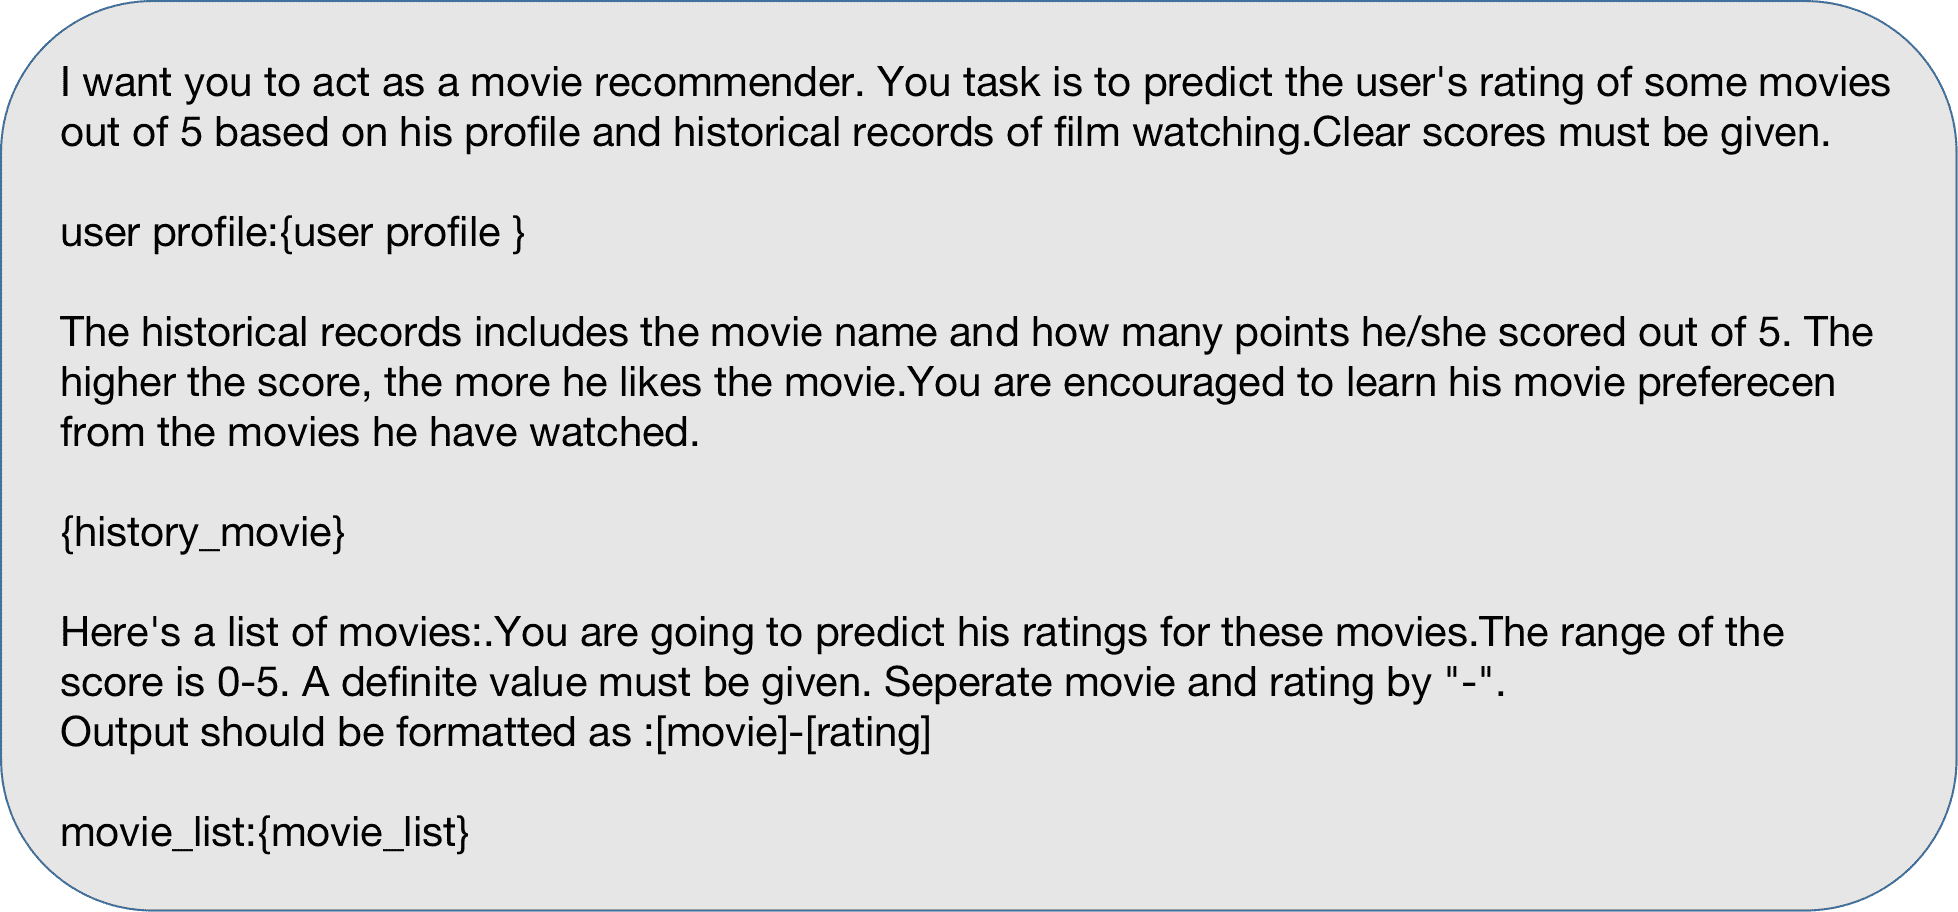 I want you to act as a movie recommender. You task is to predict the user's rating of some movies
out of 5 based on his profile and historical records of film watching.Clear scores must be given.
user profile:{user profile }
The historical records includes the movie name and how many points he/she scored out of 5. The
higher the score, the more he likes the movie.You are encouraged to learn his movie preferecen
from the movies he have watched.
{history_movie}
Here's a list of movies:.You are going to predict his ratings for these movies.The range of the
score is 0-5. A definite value must be given. Seperate movie and rating by "-".
Output should be formatted as :[movie]-[rating]
movie_list:{movie_list}